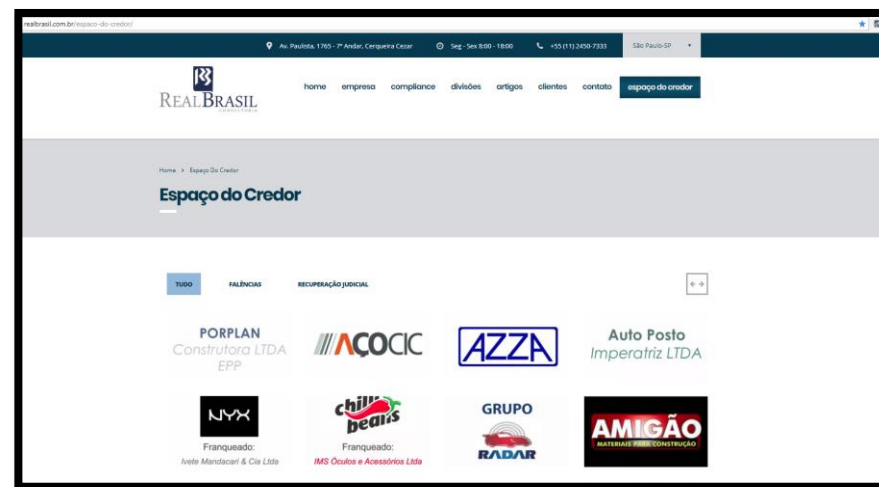 realbrasil.com.br/espaco-do-credor/
Av. Paulista, 1765 - 7º Andar, Cerqueira Cezar Seg - Sex 8:00 - 18:00 +55 (11) 2450-7333 São Paulo-SP
REALBRASIL
CONSULTORIA
home empresa compliance divisões artigos clientes contato espaço do credor
Home > Espaço Do Credor
Espaço do Credor
TUDO FALÊNCIAS RECUPERAÇÃO JUDICIAL
PORPLAN
Construtora LTDA
EPP
AÇOCIC
AZZA
Auto Posto
Imperatriz LTDA
NYX
Franqueado:
Ivete Mandacari & Cia Ltda
chilli
beans
Franqueado:
IMS Óculos e Acessórios Ltda
GRUPO
RADAR
AMIGÃO
MATERIAIS PARA CONSTRUÇÃO